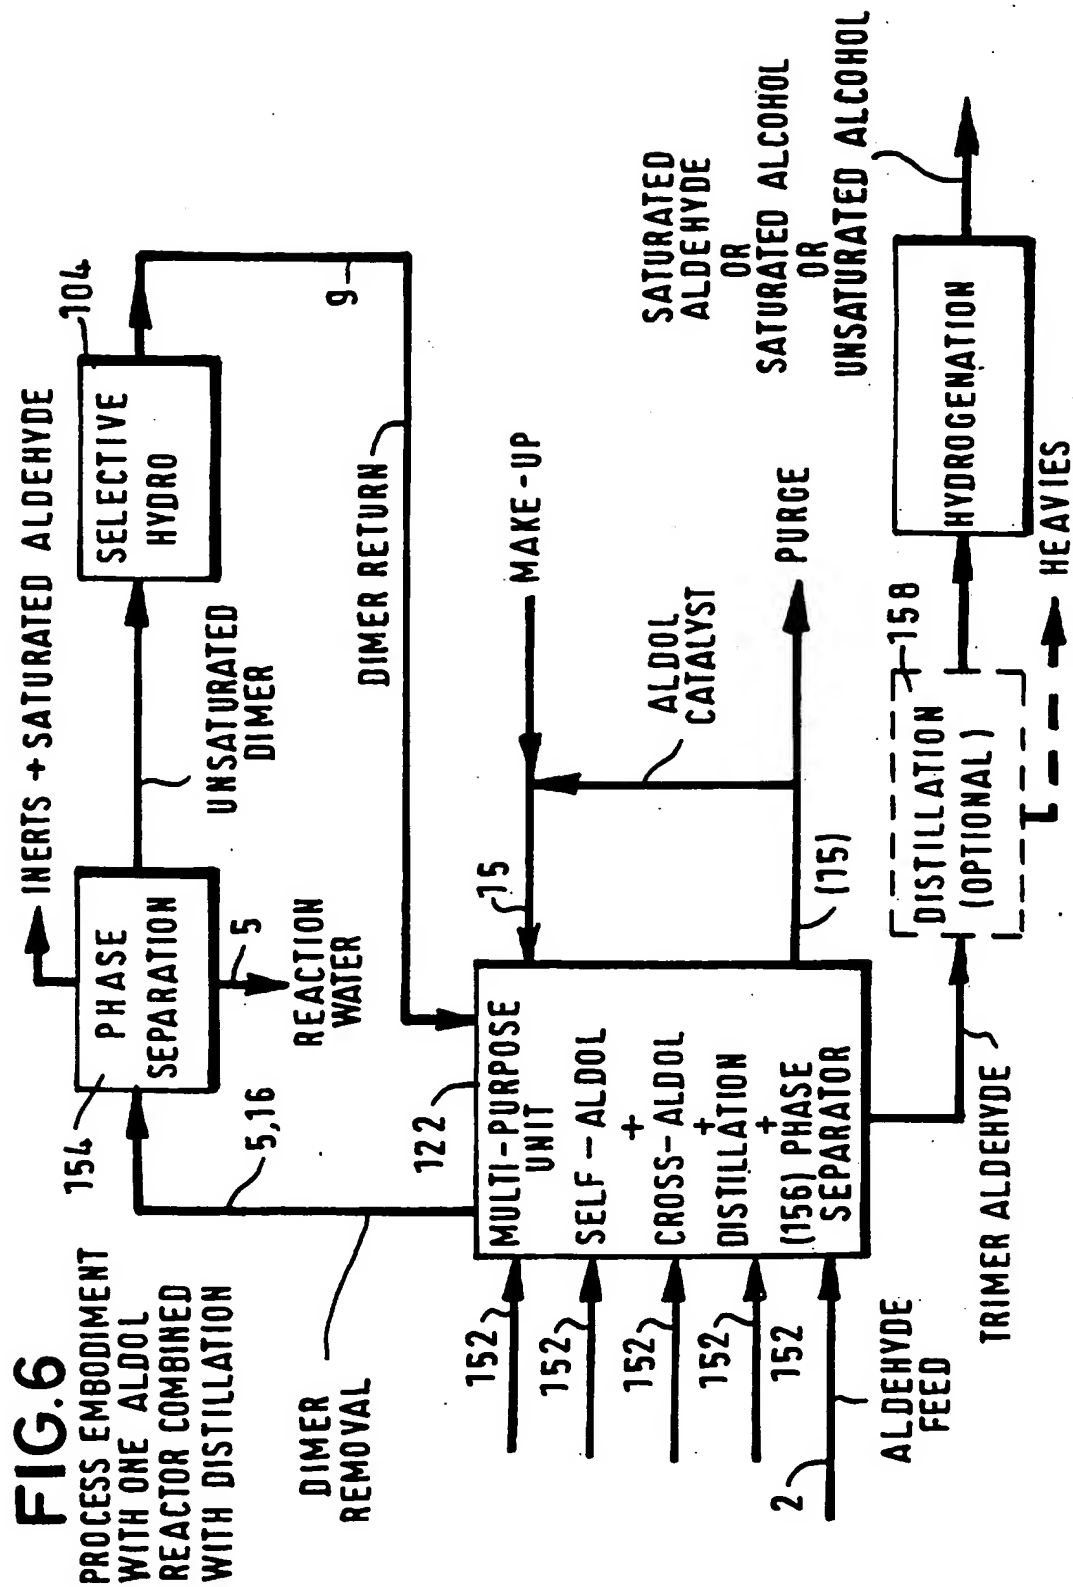 FIG.6
PROCESS EMBODIMENT
WITH ONE ALDOL
REACTOR COMBINED
WITH DISTILLATION
INERTS + SATURATED ALDEHYDE
154
PHASE
SEPARATION
5
REACTION
WATER
UNSATURATED
DIMER
104
SELECTIVE
HYDRO
9
5,16
DIMER
REMOVAL
DIMER RETURN
122
MULTI-PURPOSE
UNIT
SELF-ALDOL
+
CROSS-ALDOL
+
DISTILLATION
+
(156) PHASE
SEPARATOR
152
152
152
152
152
2
ALDEHYDE
FEED
15
MAKE-UP
ALDOL
CATALYST
(15)
PURGE
TRIMER ALDEHYDE
158
DISTILLATION
(OPTIONAL)
HEAVIES
HYDROGENATION
SATURATED
ALDEHYDE
OR
SATURATED ALCOHOL
OR
UNSATURATED ALCOHOL